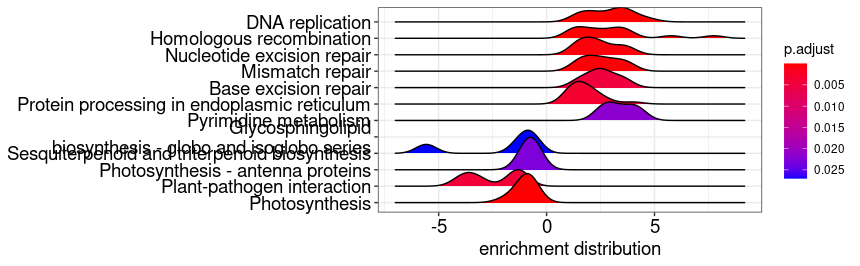 DNA replication
Homologous recombination
Nucleotide excision repair
Mismatch repair
Base excision repair
Protein processing in endoplasmic reticulum
Pyrimidine metabolism
Glycosphingolipid
biosynthesis - globo and isoglobo series
Sesquiterpenoid and triterpenoid biosynthesis
Photosynthesis - antenna proteins
Plant-pathogen interaction
Photosynthesis
-5 0 5
enrichment distribution
p.adjust
0.005
0.010
0.015
0.020
0.025